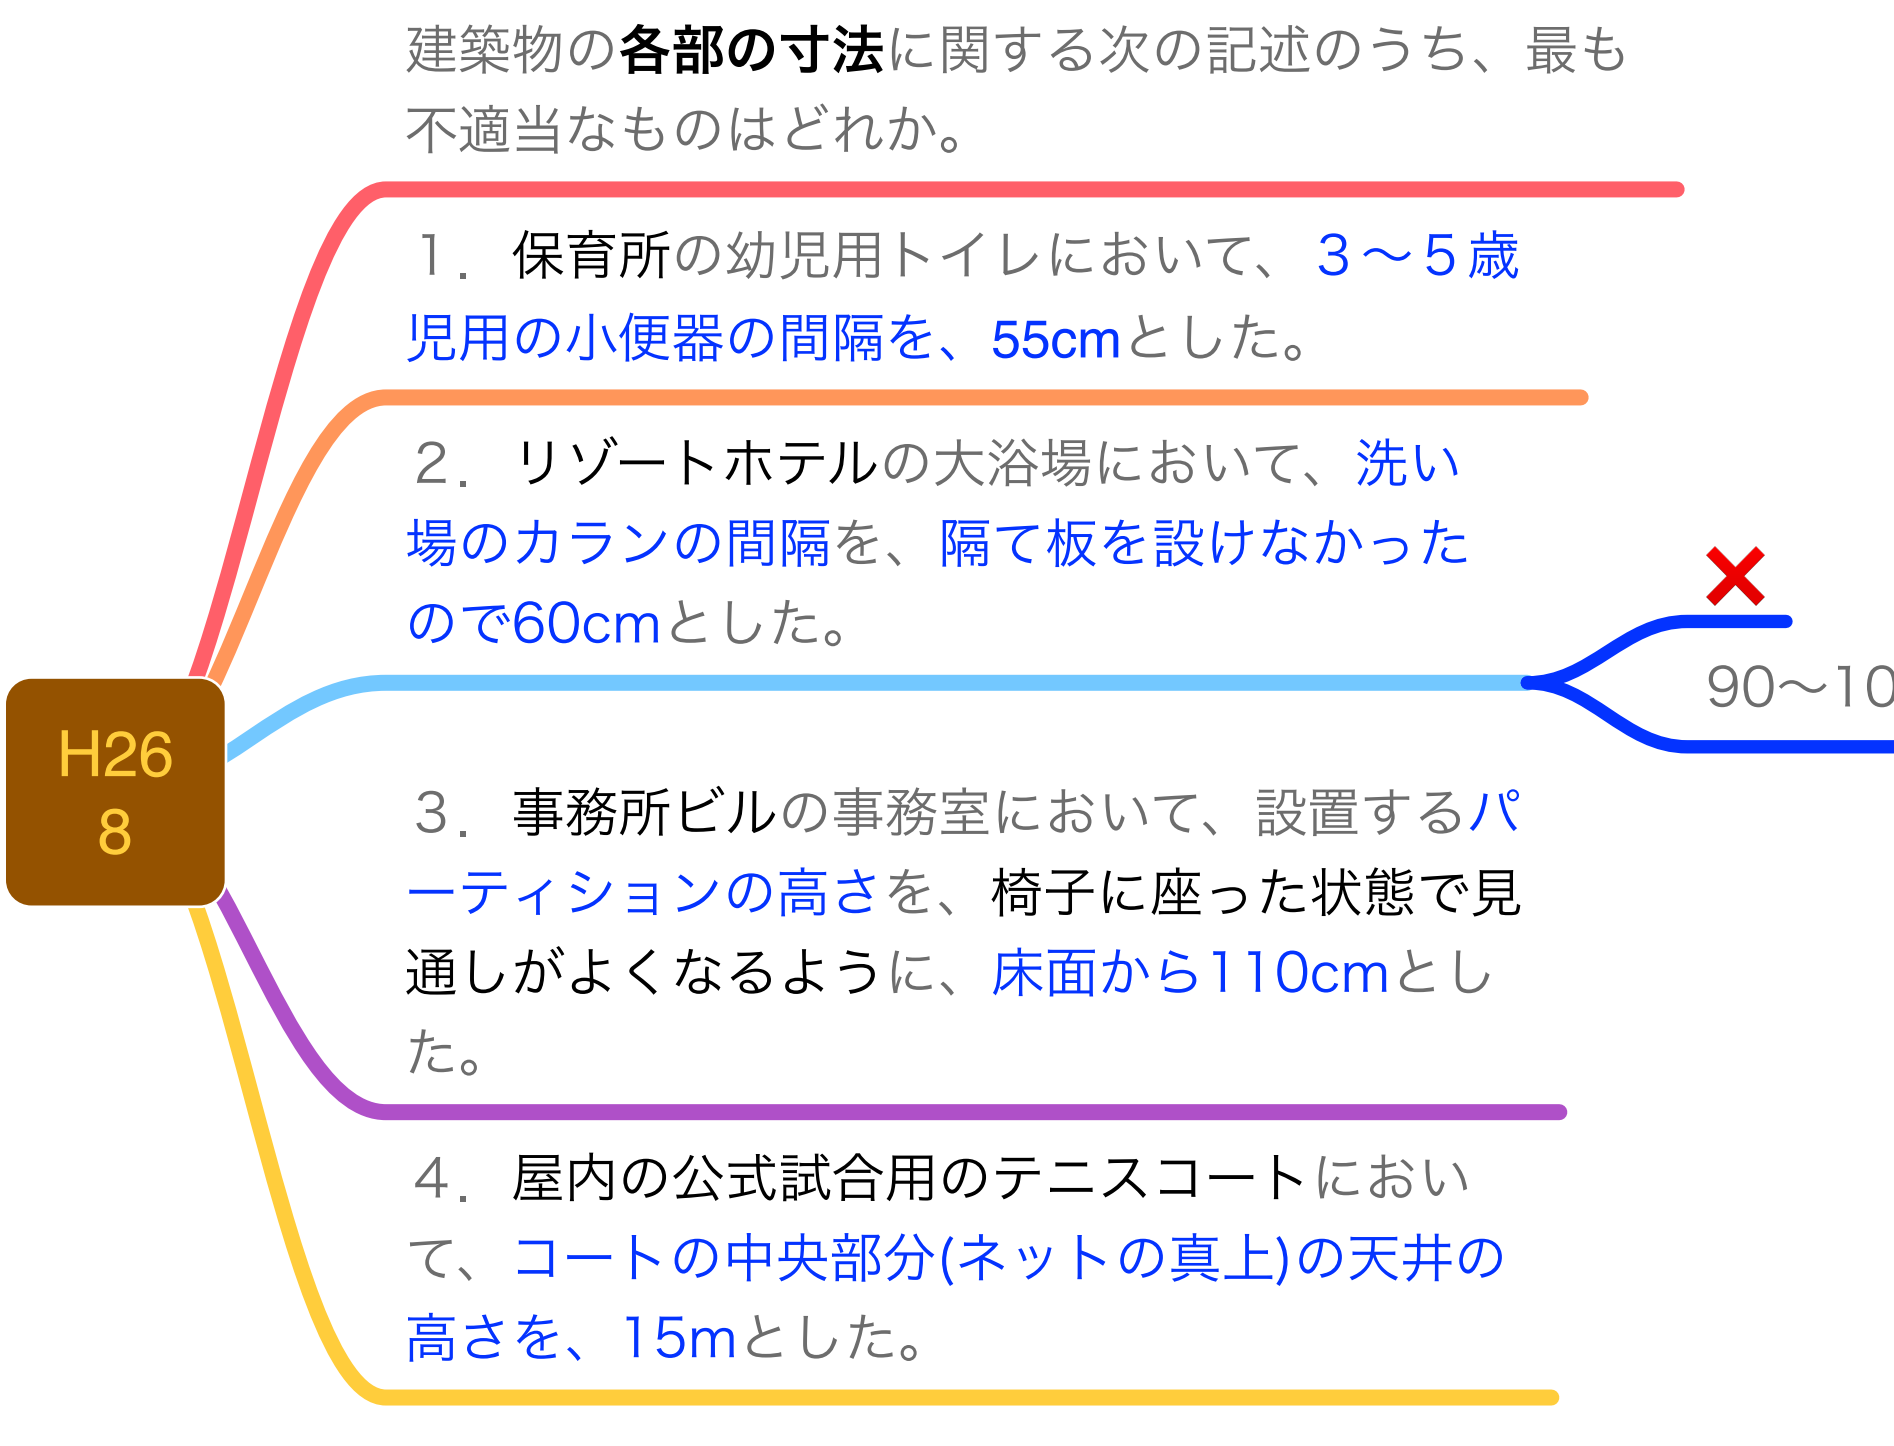 建築物の各部の寸法に関する次の記述のうち、最も
不適当なものはどれか。
１．保育所の幼児用トイレにおいて、３〜５歳
児用の小便器の間隔を、55cmとした。
２．リゾートホテルの大浴場において、洗い
場のカランの間隔を、隔て板を設けなかった
ので60cmとした。
×
90〜10
H26
8
３．事務所ビルの事務室において、設置するパ
ーティションの高さを、椅子に座った状態で見
通しがよくなるように、床面から110cmとし
た。
４．屋内の公式試合用のテニスコートにおい
て、コートの中央部分(ネットの真上)の天井の
高さを、15mとした。